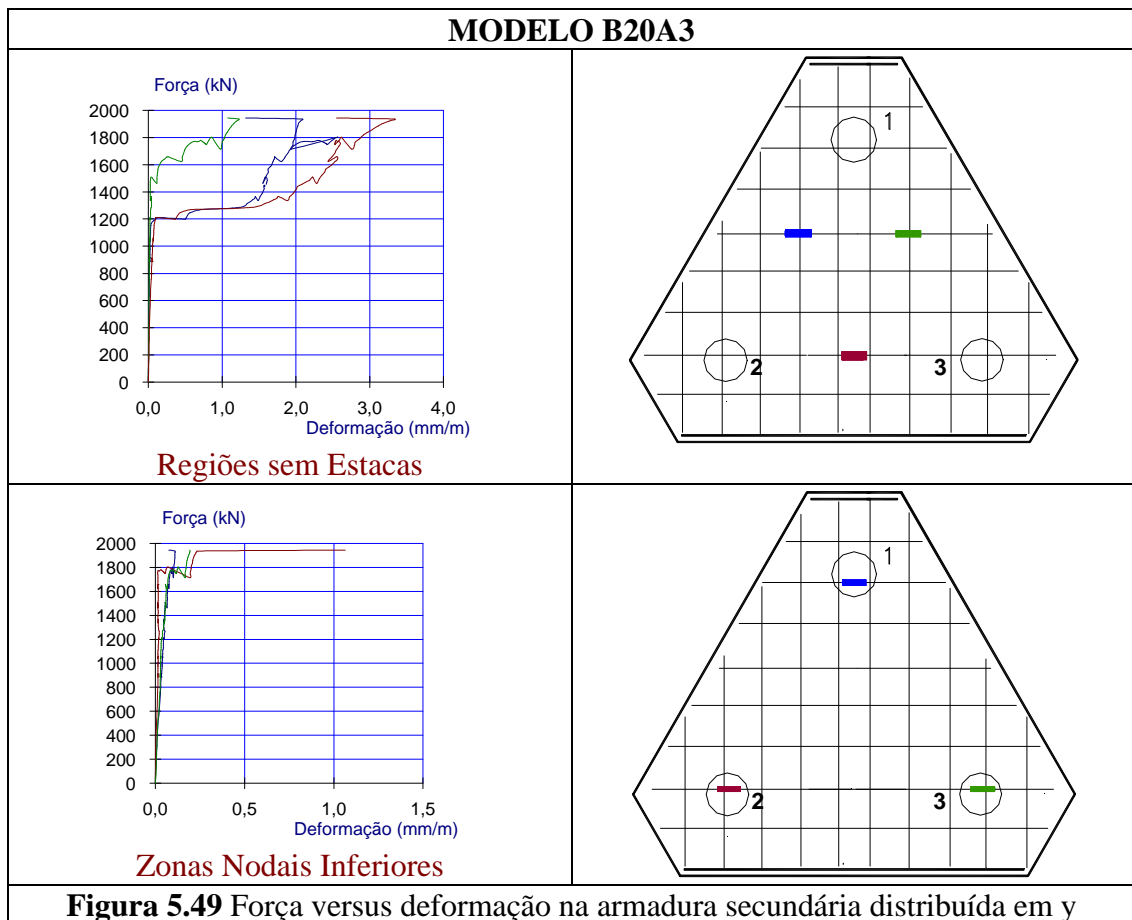 MODELO B20A3
Força (kN)
2000
1800
1600
1400
1200
1000
800
600
400
200
0
0,0 1,0 2,0 3,0 4,0
Deformação (mm/m)
Regiões sem Estacas
1
2 3
Força (kN)
2000
1800
1600
1400
1200
1000
800
600
400
200
0
0,0 0,5 1,0 1,5
Deformação (mm/m)
Zonas Nodais Inferiores
1
2 3
Figura 5.49 Força versus deformação na armadura secundária distribuída em y